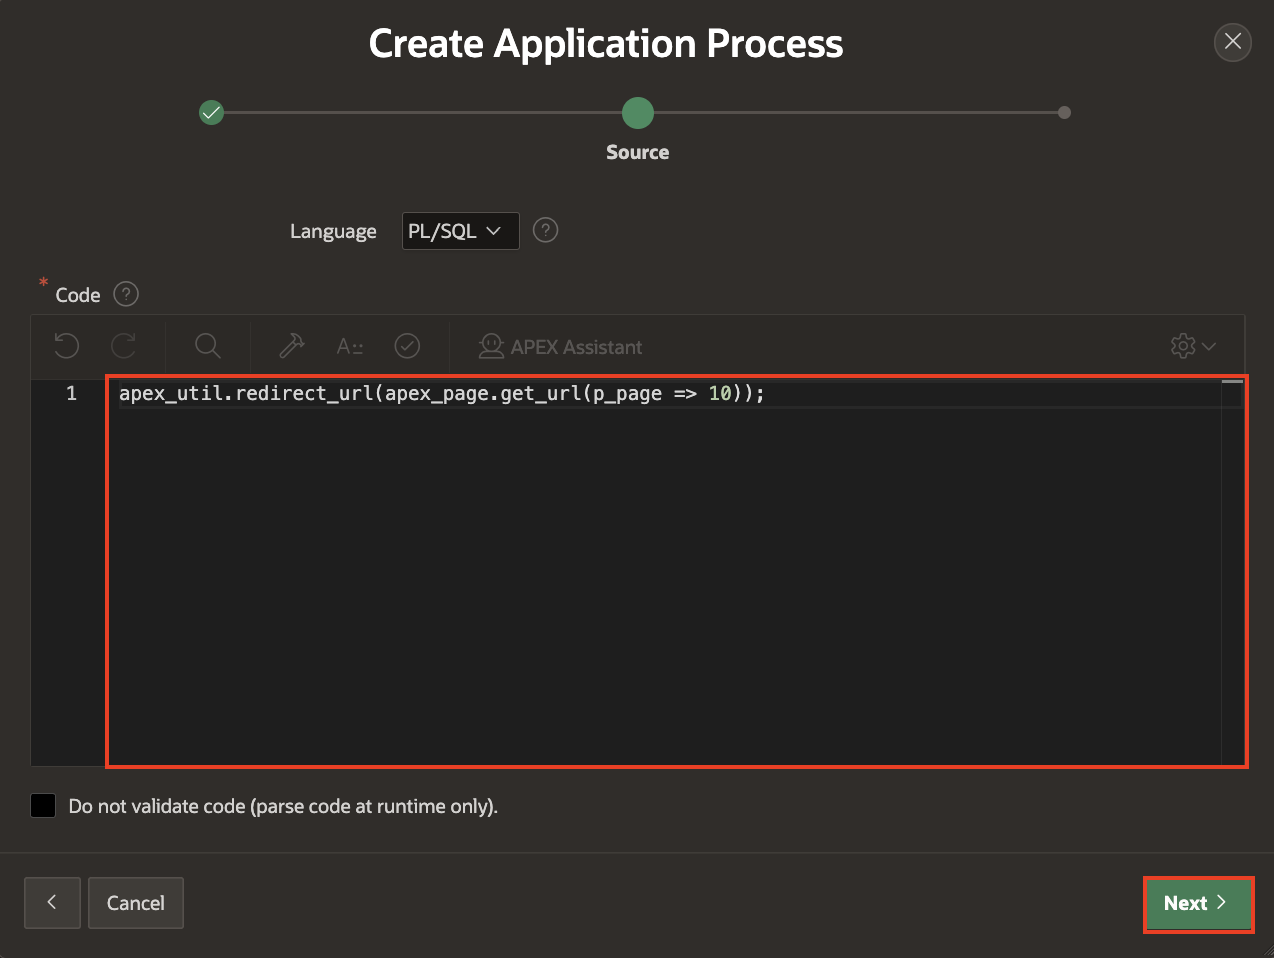 Create Application Process
Source
Language PL/SQL ?
* Code ?
A:: APEX Assistant
1 apex_util.redirect_url(apex_page.get_url(p_page => 10));
Do not validate code (parse code at runtime only).
Cancel Next